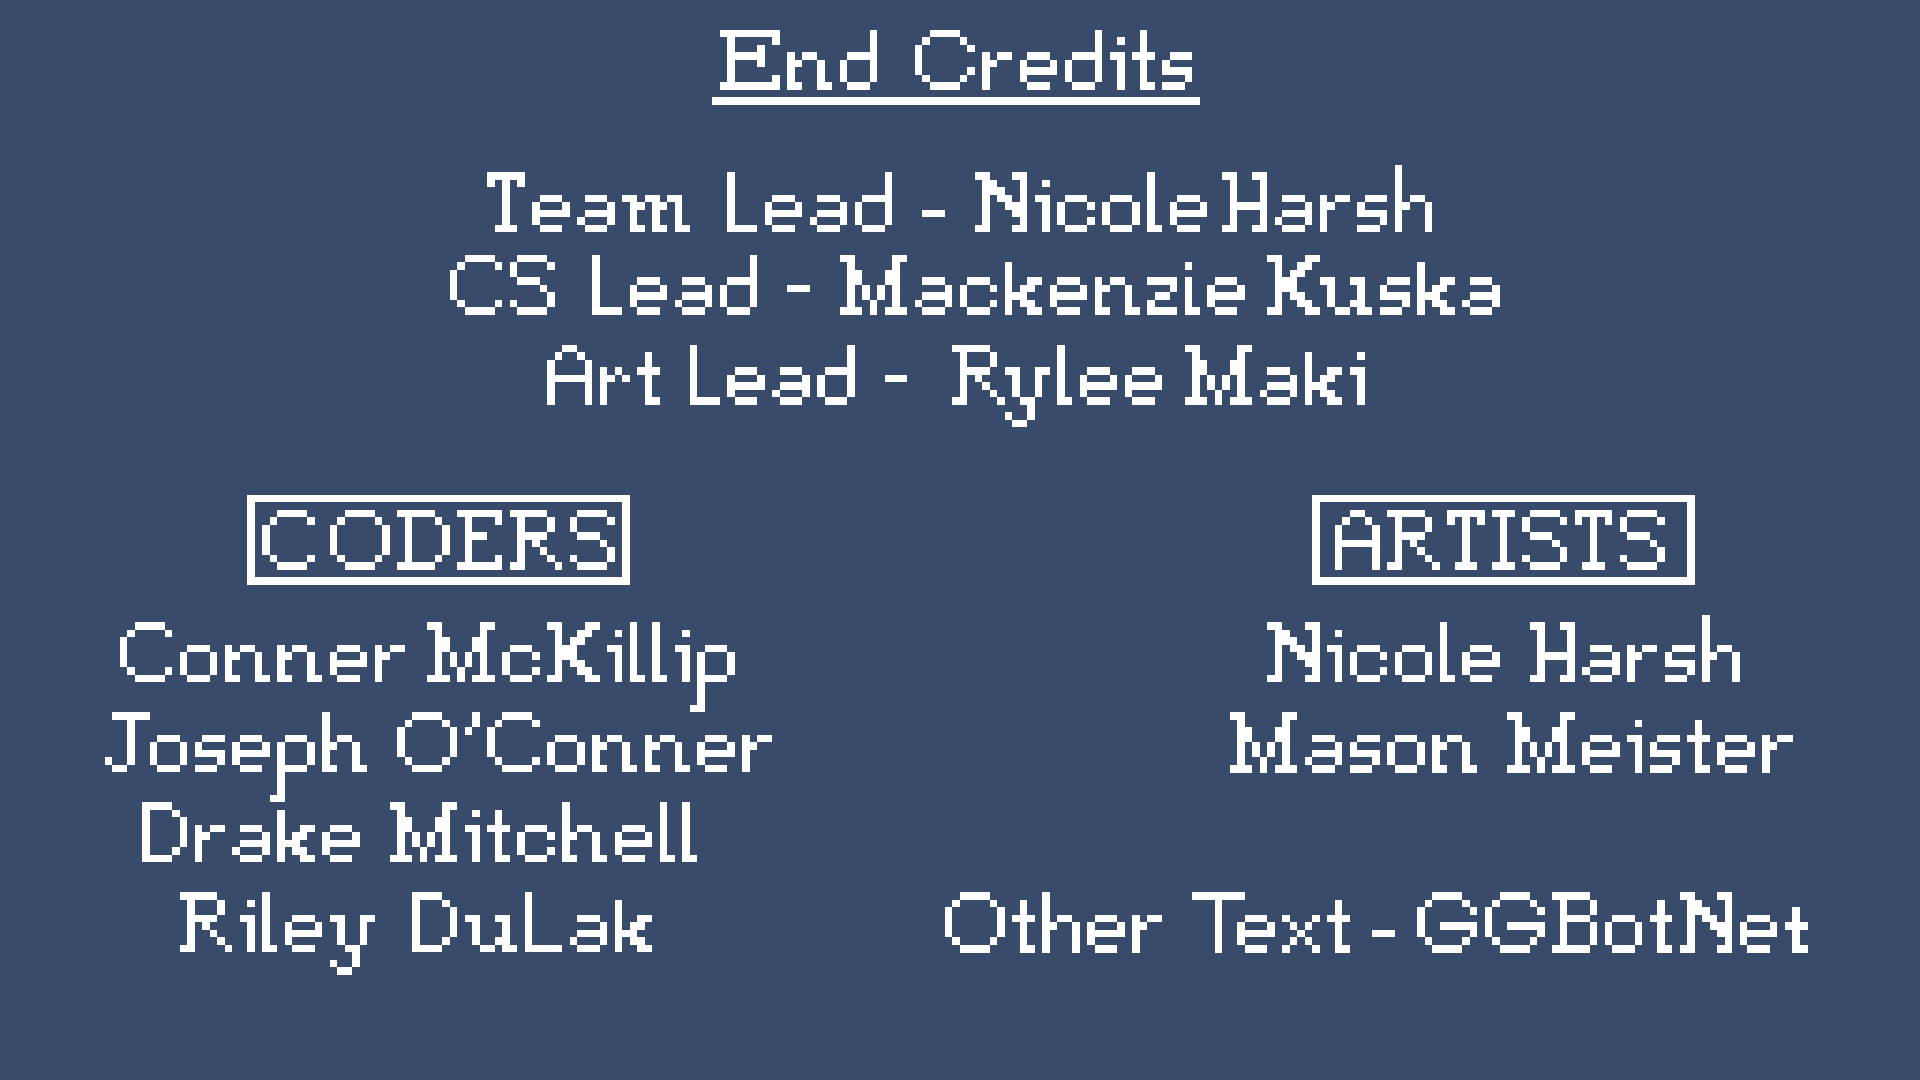 End Credits
Team Lead - Nicole Harsh
CS Lead - Mackenzie Kuska
Art Lead - Rylee Maki
CODERS
Conner McKillip
Joseph O'Conner
Drake Mitchell
Riley DuLak
ARTISTS
Nicole Harsh
Mason Meister
Other Text - GGBotNet